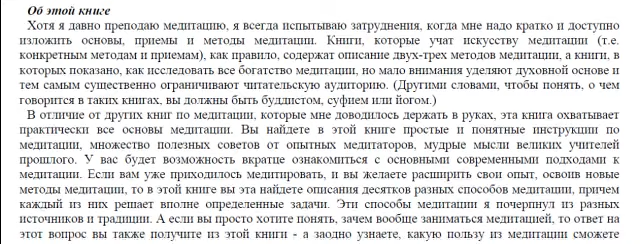 Об этой книге
Хотя я давно преподаю медитацию, я всегда испытываю затруднения, когда мне надо кратко и доступно
изложить основы, приемы и методы медитации. Книги, которые учат искусству медитации (т.е.
конкретным методам и приемам), как правило, содержат описание двух-трех методов медитации, а книги, в
которых показано, как исследовать все богатство медитации, но мало внимания уделяют духовной основе и
тем самым существенно ограничивают читательскую аудиторию. (Другими словами, чтобы понять, о чем
говорится в таких книгах, вы должны быть буддистом, суфием или йогом.)
В отличие от других книг по медитации, которые мне доводилось держать в руках, эта книга охватывает
практически все основы медитации. Вы найдете в этой книге простые и понятные инструкции по
медитации, множество полезных советов от опытных медитаторов, мудрые мысли великих учителей
прошлого. У вас будет возможность вкратце ознакомиться с основными современными подходами к
медитации. Если вам уже приходилось медитировать, и вы желаете расширить свои опыт, освоив новые
методы медитации, то в этой книге вы эта найдете описания десятков разных способов медитации, причем
каждый из них решает вполне определенные задачи. Эти способы медитации я почерпнул из разных
источников и традиции. А если вы просто хотите понять, зачем вообще заниматься медитацией, то ответ на
этот вопрос вы также получите из этой книги - а заодно узнаете, какую пользу из медитации сможете